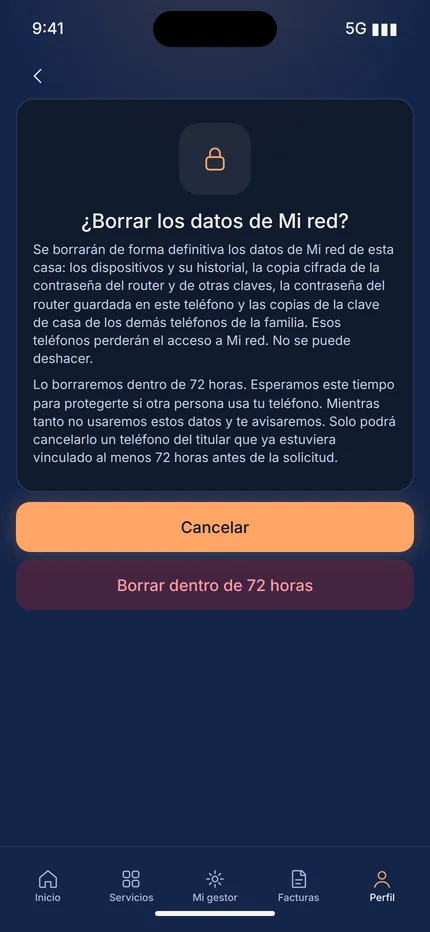 9:41
5G
¿Borrar los datos de Mi red?
Se borrarán de forma definitiva los datos de Mi red de esta
casa: los dispositivos y su historial, la copia cifrada de la
contraseña del router y de otras claves, la contraseña del
router guardada en este teléfono y las copias de la clave
de casa de los demás teléfonos de la familia. Esos
teléfonos perderán el acceso a Mi red. No se puede
deshacer.
Lo borraremos dentro de 72 horas. Esperamos este tiempo
para protegerte si otra persona usa tu teléfono. Mientras
tanto no usaremos estos datos y te avisaremos. Solo podrá
cancelarlo un teléfono del titular que ya estuviera
vinculado al menos 72 horas antes de la solicitud.
Cancelar
Borrar dentro de 72 horas
Inicio
Servicios
Mi gestor
Facturas
Perfil